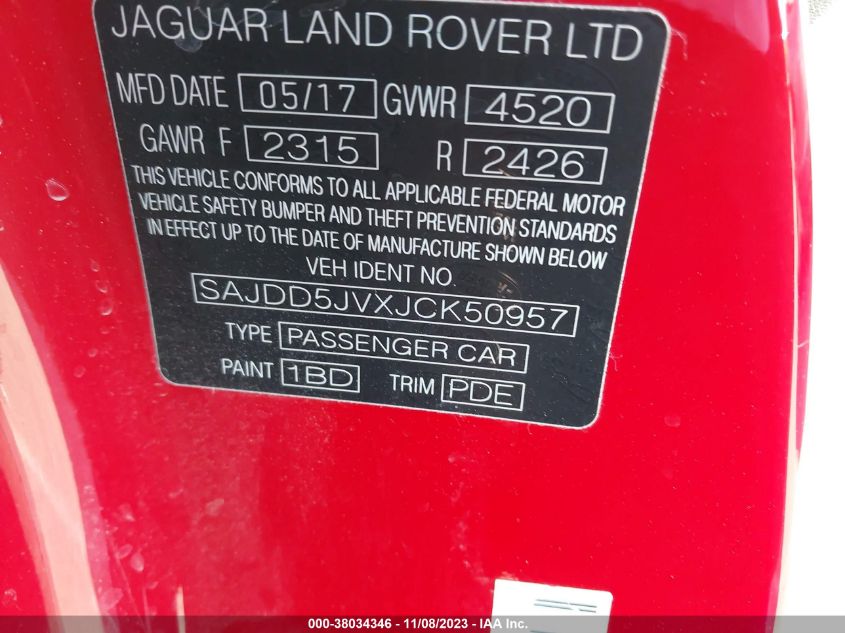 JAGUAR LAND ROVER LTD
MFD DATE 05/17 GVWR 4520
GAWR F 2315 R 2426
THIS VEHICLE CONFORMS TO ALL APPLICABLE FEDERAL MOTOR
VEHICLE SAFETY BUMPER AND THEFT PREVENTION STANDARDS
IN EFFECT UP TO THE DATE OF MANUFACTURE SHOWN BELOW
VEH IDENT NO.
SAJDD5JVXJCK50957
TYPE PASSENGER CAR
PAINT 1BD TRIM PDE
000-38034346 - 11/08/2023 - IAA Inc.